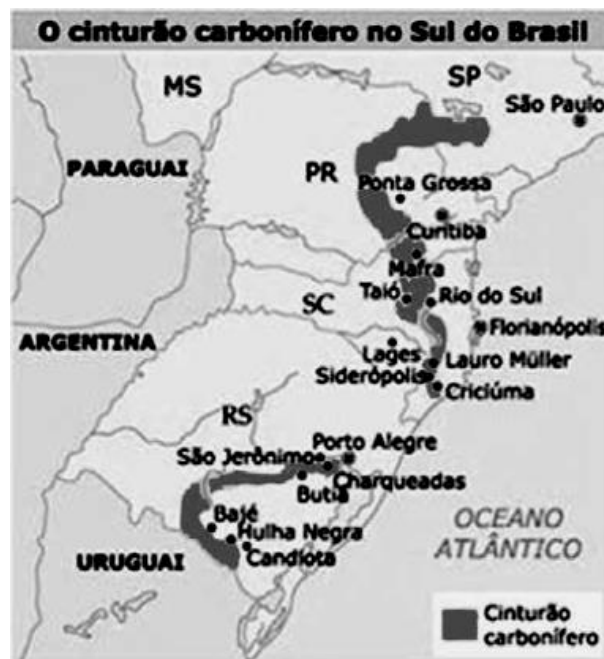 O cinturão carbonífero no Sul do Brasil
MS
SP
São Paulo
PARAGUAI
PR
Ponta Grossa
Curitiba
Mafra
Taió
Rio do Sul
SC
Florianópolis
ARGENTINA
Lages
Lauro Müller
Siderópolis
Criciúma
RS
Porto Alegre
São Jerônimo
Charqueadas
Butiá
Bajé
Hulha Negra
Candiota
URUGUAI
OCEANO
ATLÂNTICO
Cinturão
carbonífero